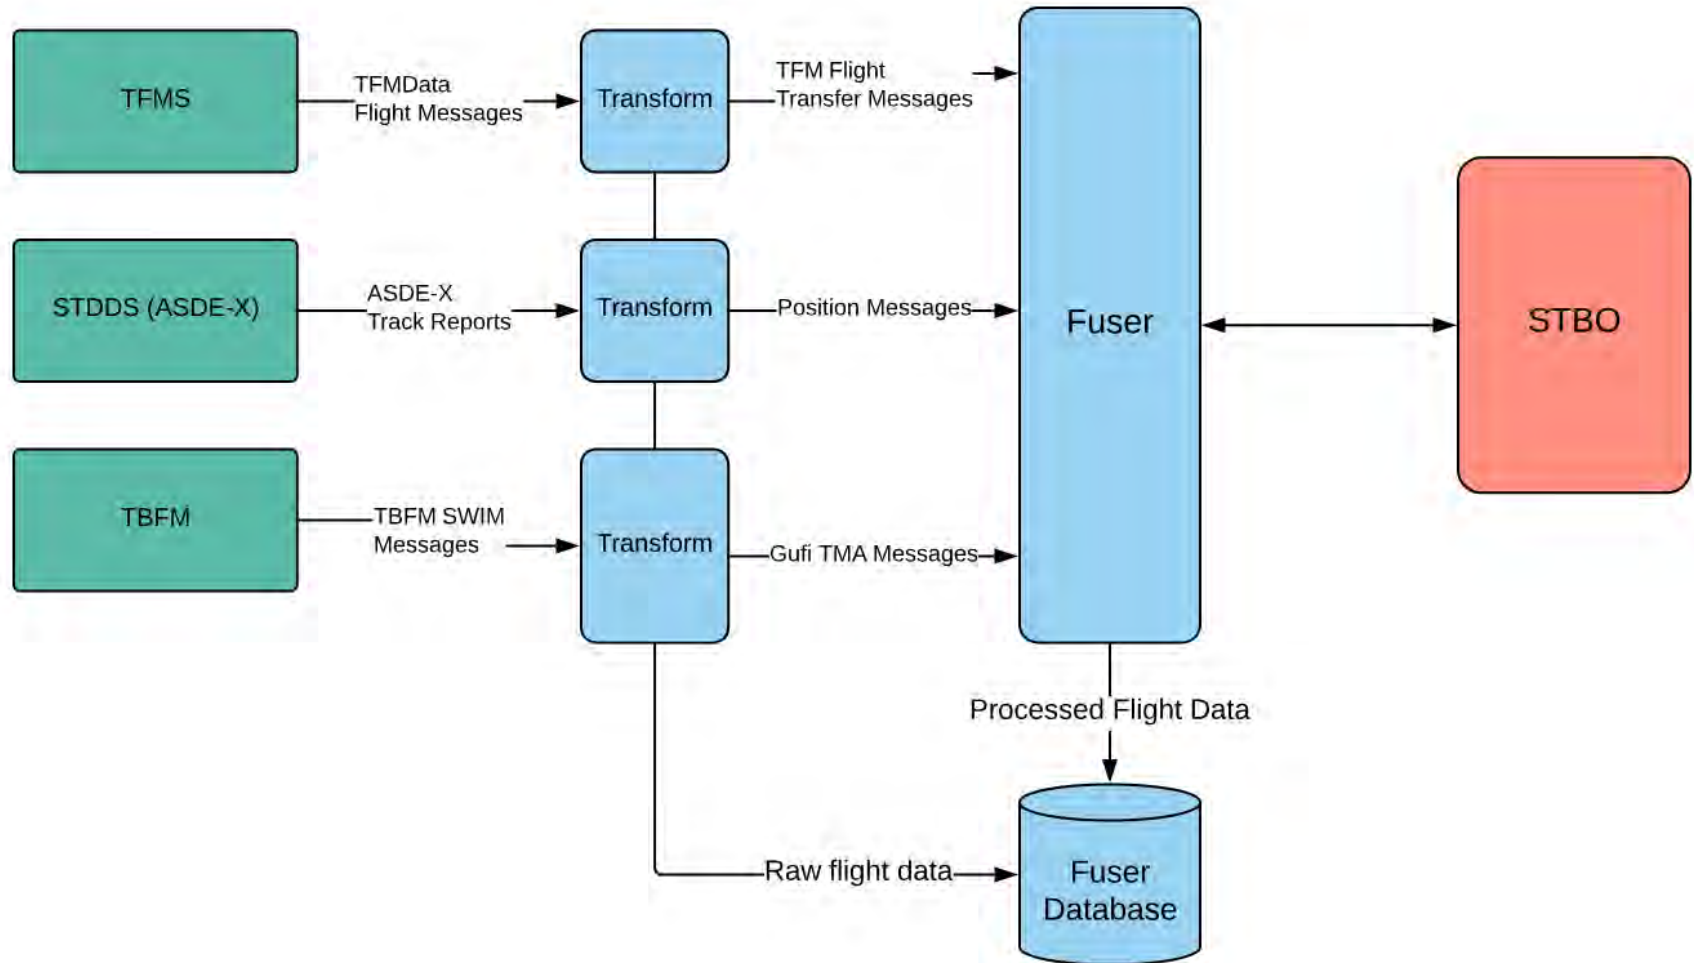 TFMS
TFMData
Flight Messages
Transform
TFM Flight
Transfer Messages
STDDS (ASDE-X)
ASDE-X
Track Reports
Transform
Position Messages
Fuser
STBO
TBFM
TBFM SWIM
Messages
Transform
Gufi TMA Messages
Processed Flight Data
Raw flight data
Fuser
Database